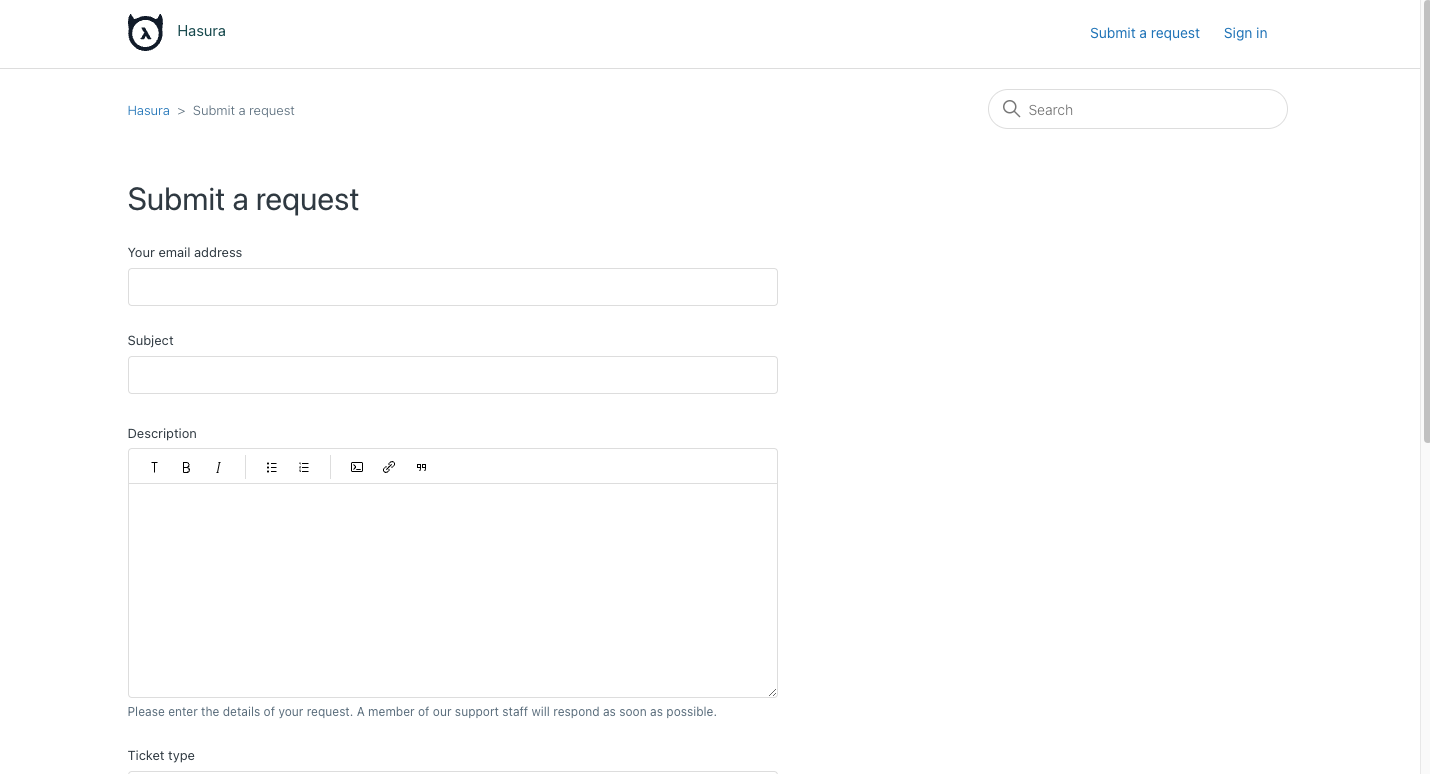 Hasura
Submit a request
Sign in
Hasura > Submit a request
Search
Submit a request
Your email address
Subject
Description
Please enter the details of your request. A member of our support staff will respond as soon as possible.
Ticket type